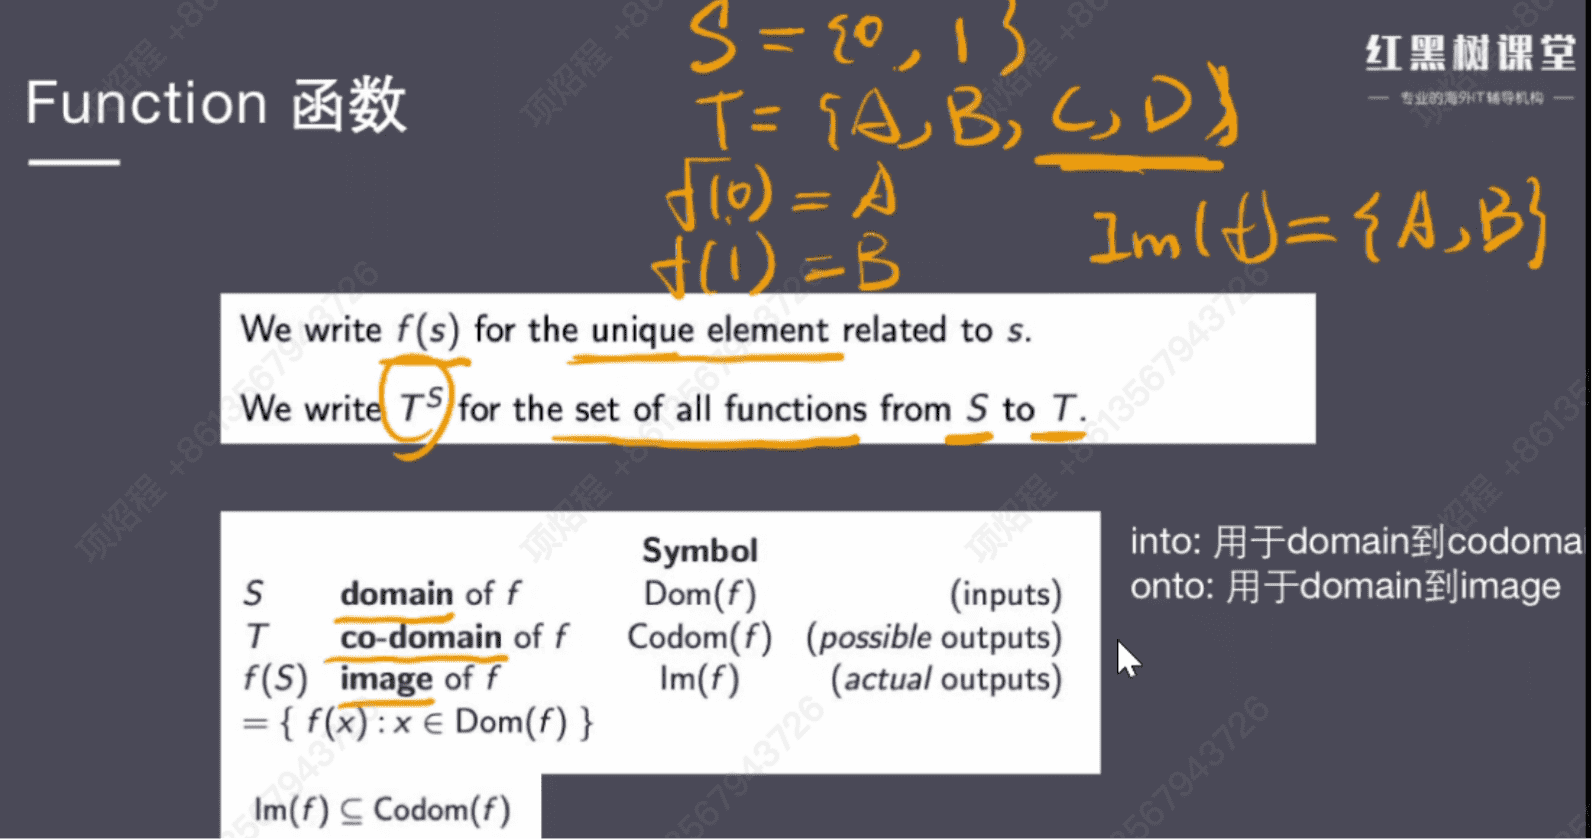 S = {0, 1}
T = {A, B, C, D}
f(0) = A
f(1) = B
Im(f) = {A, B}
红黑树课堂
— 专业的海外IT辅导机构 —
Function 函数
We write f(s) for the unique element related to s.
We write T^S for the set of all functions from S to T.
Symbol
S domain of f Dom(f) (inputs)
T co-domain of f Codom(f) (possible outputs)
f(S) image of f Im(f) (actual outputs)
= { f(x) : x ∈ Dom(f) }
Im(f) ⊆ Codom(f)
into: 用于domain到codoma
onto: 用于domain到image
项熖程 +8613567943726